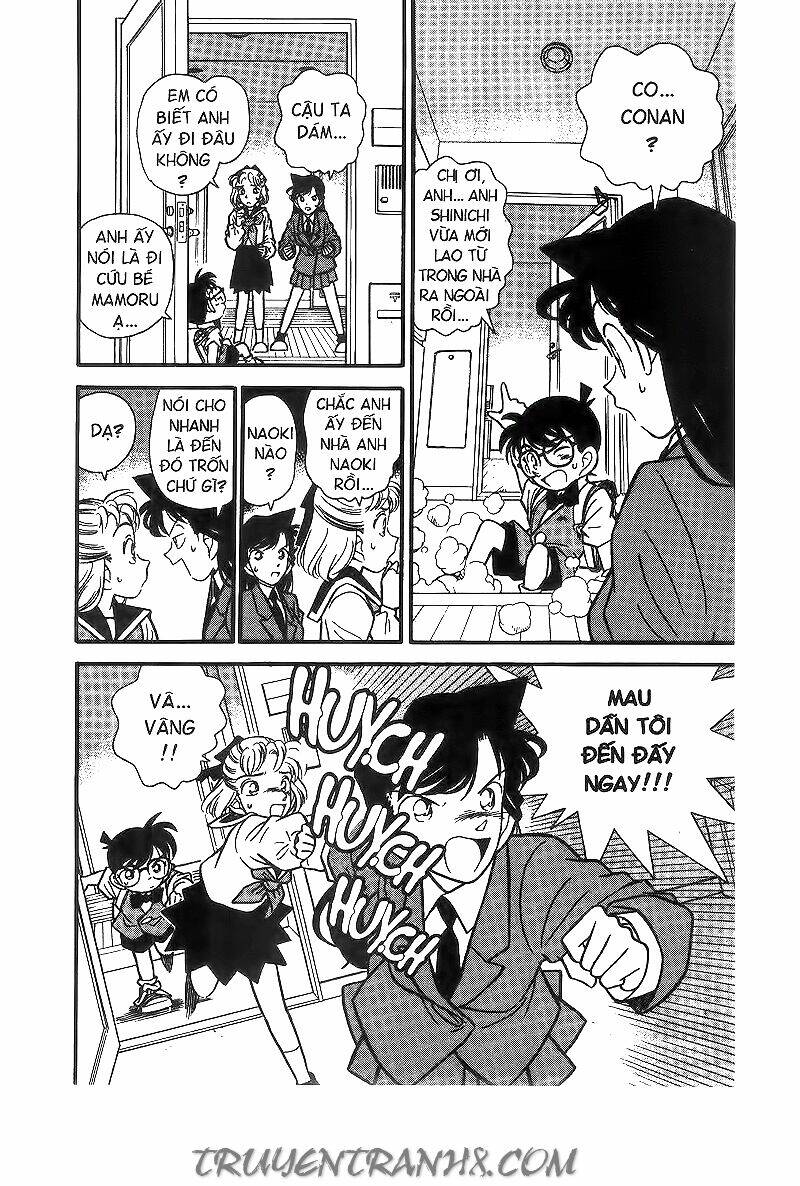 CO...
CONAN
?
CHỊ ƠI,
ANH... ANH
SHINICHI
VỪA MỚI
LAO TỪ
TRONG NHÀ
RA NGOÀI
RỒI...
CẬU TA
DÁM...
EM CÓ
BIẾT ANH
ẤY ĐI ĐÂU
KHÔNG
?
ANH ẤY
NÓI LÀ ĐI
CỨU BÉ
MAMORU
Ạ...
CHẮC ANH
ẤY ĐẾN
NHÀ ANH
NAOKI
RỒI...
NAOKI
NÀO
?
NÓI CHO
NHANH
LÀ ĐẾN
ĐÓ TRỐN
CHỨ GÌ?
DẠ?
MAU
DẪN TÔI
ĐẾN ĐẤY
NGAY!!!
HUỴCH
HUỴCH
HUỴCH
VÂ...
VÂNG
!!
TRUYENTRANH8.COM